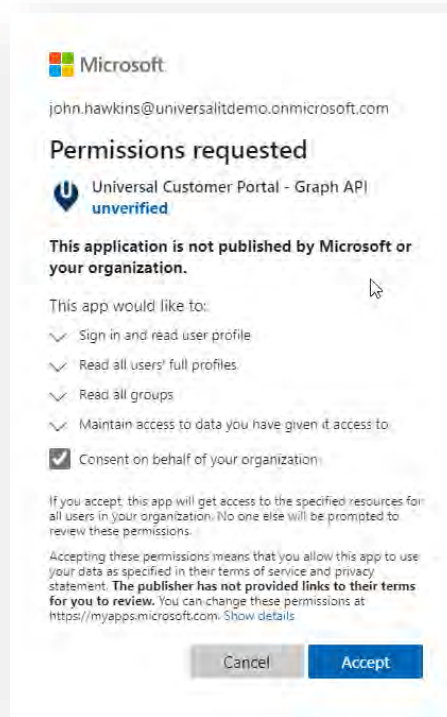 Microsoft
john.hawkins@universalitdemo.onmicrosoft.com
Permissions requested
Universal Customer Portal - Graph API
unverified
This application is not published by Microsoft or
your organization.
This app would like to:
Sign in and read user profile
Read all users' full profiles
Read all groups
Maintain access to data you have given it access to
Consent on behalf of your organization
If you accept, this app will get access to the specified resources for
all users in your organization. No one else will be prompted to
review these permissions.
Accepting these permissions means that you allow this app to use
your data as specified in their terms of service and privacy
statement. The publisher has not provided links to their terms
for you to review. You can change these permissions at
https://myapps.microsoft.com. Show details
Cancel
Accept